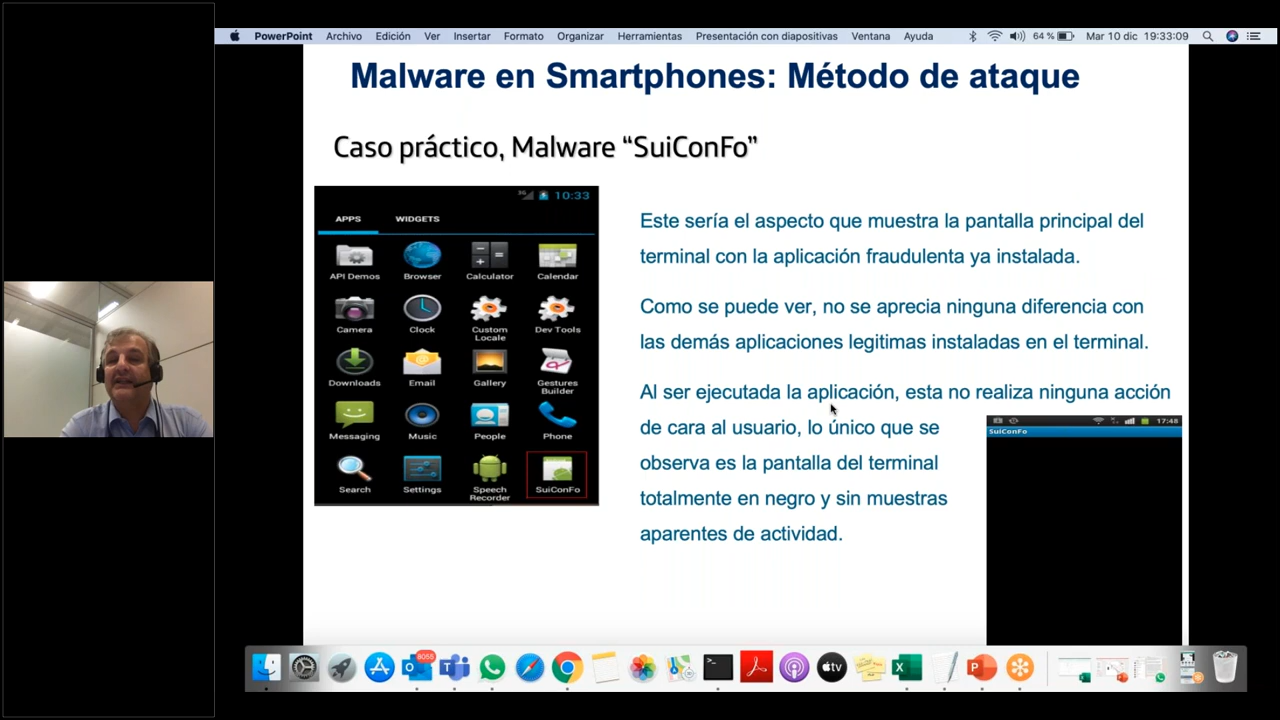 PowerPoint Archivo Edición Ver Insertar Formato Organizar Herramientas Presentación con diapositivas Ventana Ayuda 64 % Mar 10 dic 19:33:09
Malware en Smartphones: Método de ataque
Caso práctico, Malware “SuiConFo”
3G 10:33
APPS WIDGETS
API Demos Browser Calculator Calendar
Camera Clock Custom Locale Dev Tools
Downloads Email Gallery Gestures Builder
Messaging Music People Phone
Search Settings Speech Recorder SuiConFo
Este sería el aspecto que muestra la pantalla principal del
terminal con la aplicación fraudulenta ya instalada.
Como se puede ver, no se aprecia ninguna diferencia con
las demás aplicaciones legitimas instaladas en el terminal.
Al ser ejecutada la aplicación, esta no realiza ninguna acción
de cara al usuario, lo único que se
observa es la pantalla del terminal
totalmente en negro y sin muestras
aparentes de actividad.
17:48
SuiConFo
8055
tv